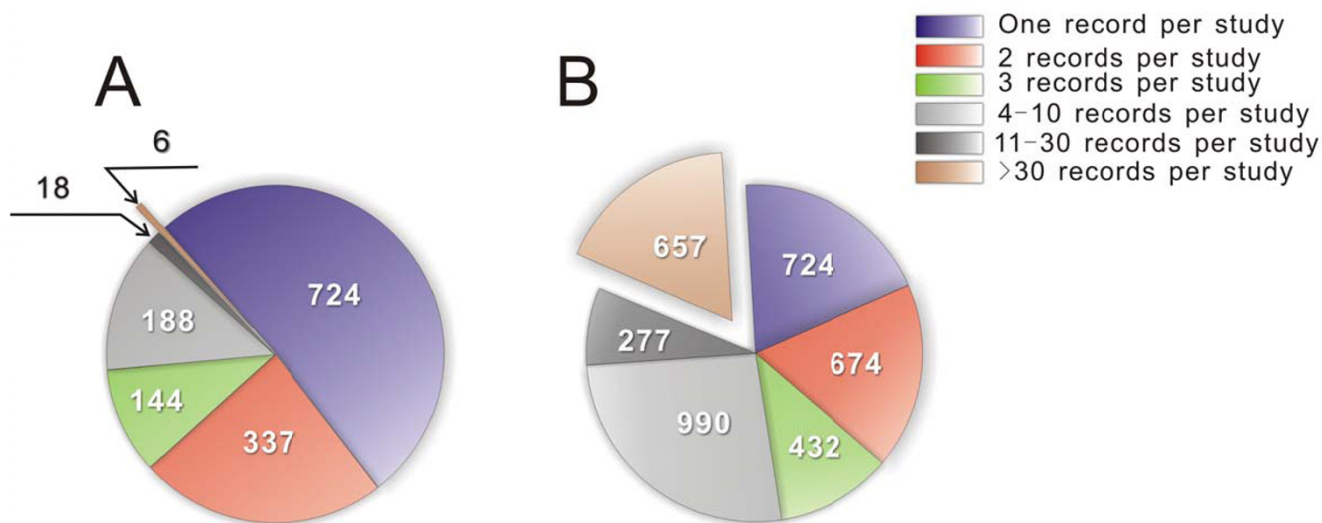 A
B
One record per study
2 records per study
3 records per study
4–10 records per study
11–30 records per study
>30 records per study
6
18
724
188
144
337
657
724
277
674
990
432